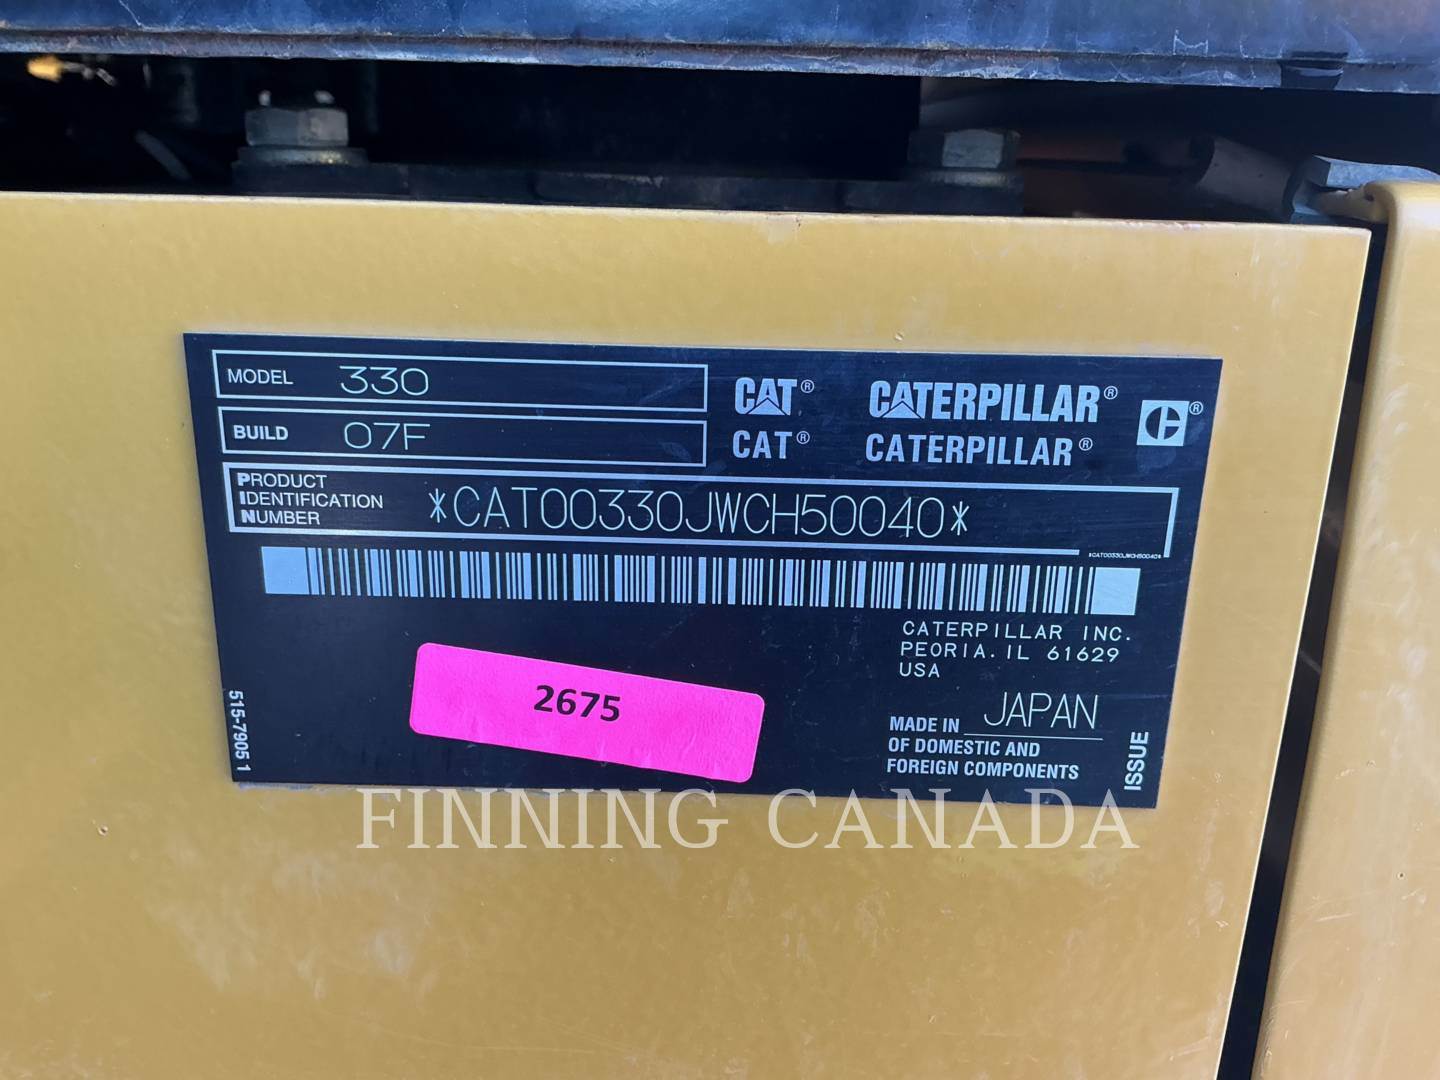 MODEL 330
BUILD 07F
CAT® CATERPILLAR® ®
CAT® CATERPILLAR®
PRODUCT
IDENTIFICATION
NUMBER
*CAT00330JWCH50040*
*CAT00330JWCH50040*
CATERPILLAR INC.
PEORIA. IL 61629
USA
2675
MADE IN JAPAN
OF DOMESTIC AND
FOREIGN COMPONENTS
515-7905 1
ISSUE
FINNING CANADA